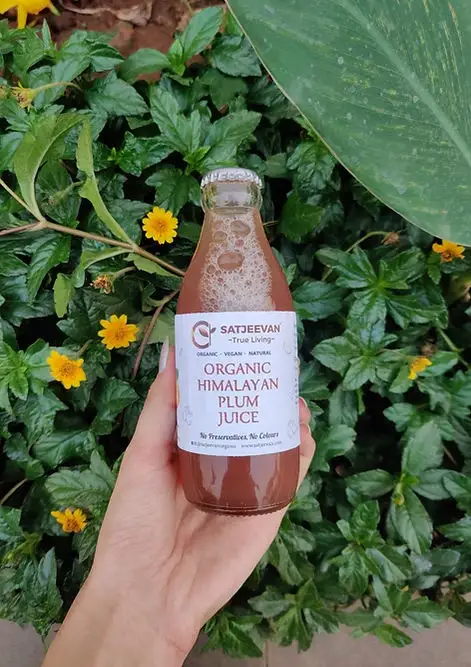 SATJEEVAN
~True Living~
ORGANIC - VEGAN - NATURAL
ORGANIC
HIMALAYAN
PLUM
JUICE
No Preservatives, No Colours